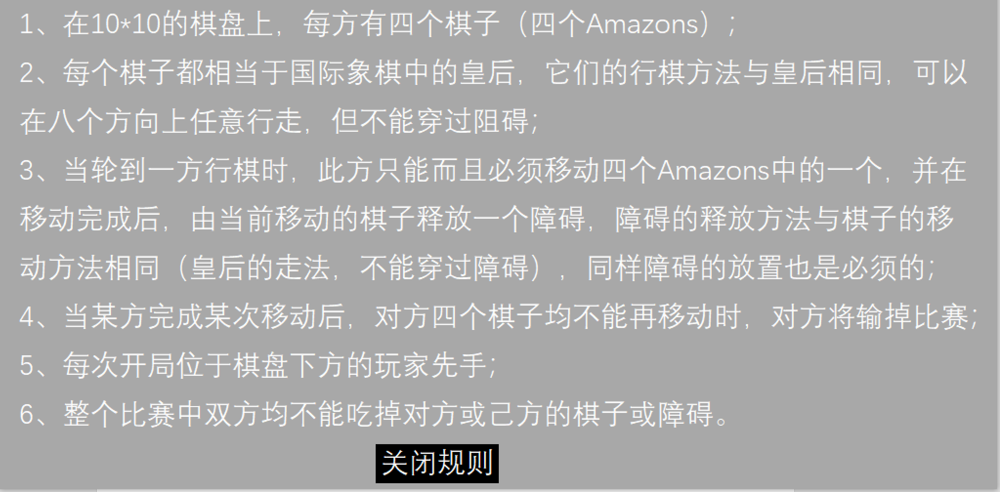 1、在10*10的棋盘上，每方有四个棋子（四个Amazons）；
2、每个棋子都相当于国际象棋中的皇后，它们的行棋方法与皇后相同，可以
在八个方向上任意行走，但不能穿过阻碍；
3、当轮到一方行棋时，此方只能而且必须移动四个Amazons中的一个，并在
移动完成后，由当前移动的棋子释放一个障碍，障碍的释放方法与棋子的移
动方法相同（皇后的走法，不能穿过障碍），同样障碍的放置也是必须的；
4、当某方完成某次移动后，对方四个棋子均不能再移动时，对方将输掉比赛；
5、每次开局位于棋盘下方的玩家先手；
6、整个比赛中双方均不能吃掉对方或己方的棋子或障碍。
关闭规则